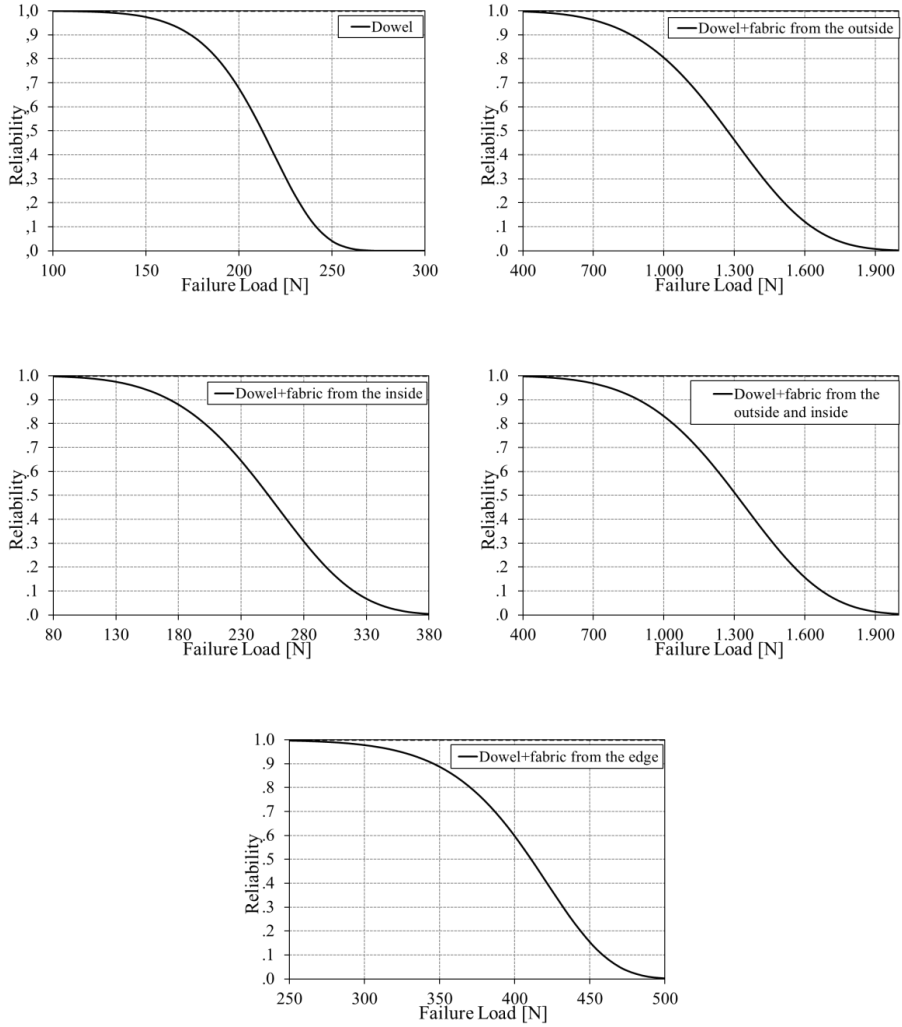 1,0
,9
,8
,7
,6
,5
,4
,3
,2
,1
,0
Reliability
Dowel
100 150 200 250 300
Failure Load [N]
1.0
.9
.8
.7
.6
.5
.4
.3
.2
.1
.0
Reliability
Dowel+fabric from the outside
400 700 1.000 1.300 1.600 1.900
Failure Load [N]
1.0
.9
.8
.7
.6
.5
.4
.3
.2
.1
.0
Reliability
Dowel+fabric from the inside
80 130 180 230 280 330 380
Failure Load [N]
1.0
.9
.8
.7
.6
.5
.4
.3
.2
.1
.0
Reliability
Dowel+fabric from the
outside and inside
400 700 1.000 1.300 1.600 1.900
Failure Load [N]
1.0
.9
.8
.7
.6
.5
.4
.3
.2
.1
.0
Reliability
Dowel+fabric from the edge
250 300 350 400 450 500
Failure Load [N]